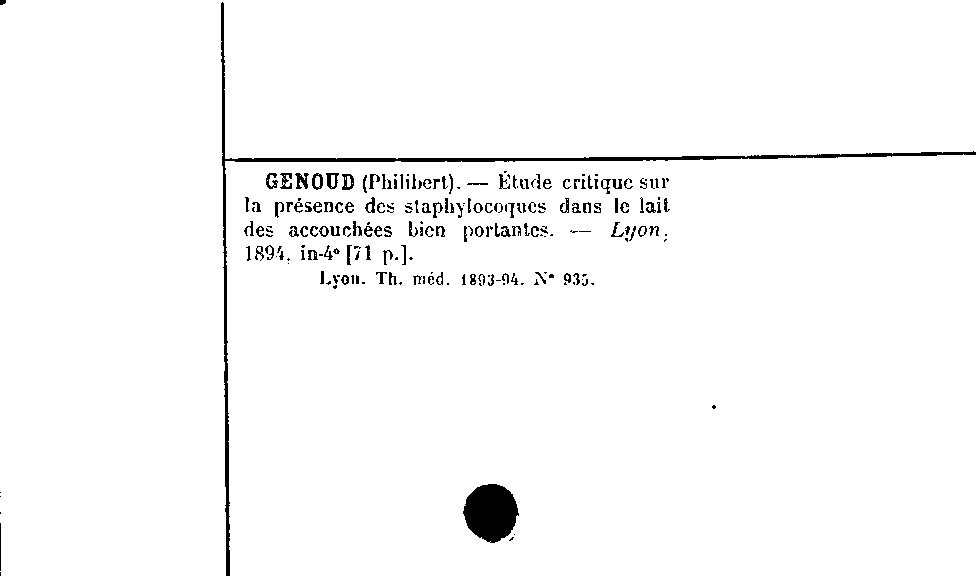 GENOUD (Philibert). — Étude critique sur
la présence des staphylocoques dans le lait
des accouchées bien portantes. — Lyon,
1894, in-4° [71 p.].
Lyon. Th. méd. 1893-94. N° 935.